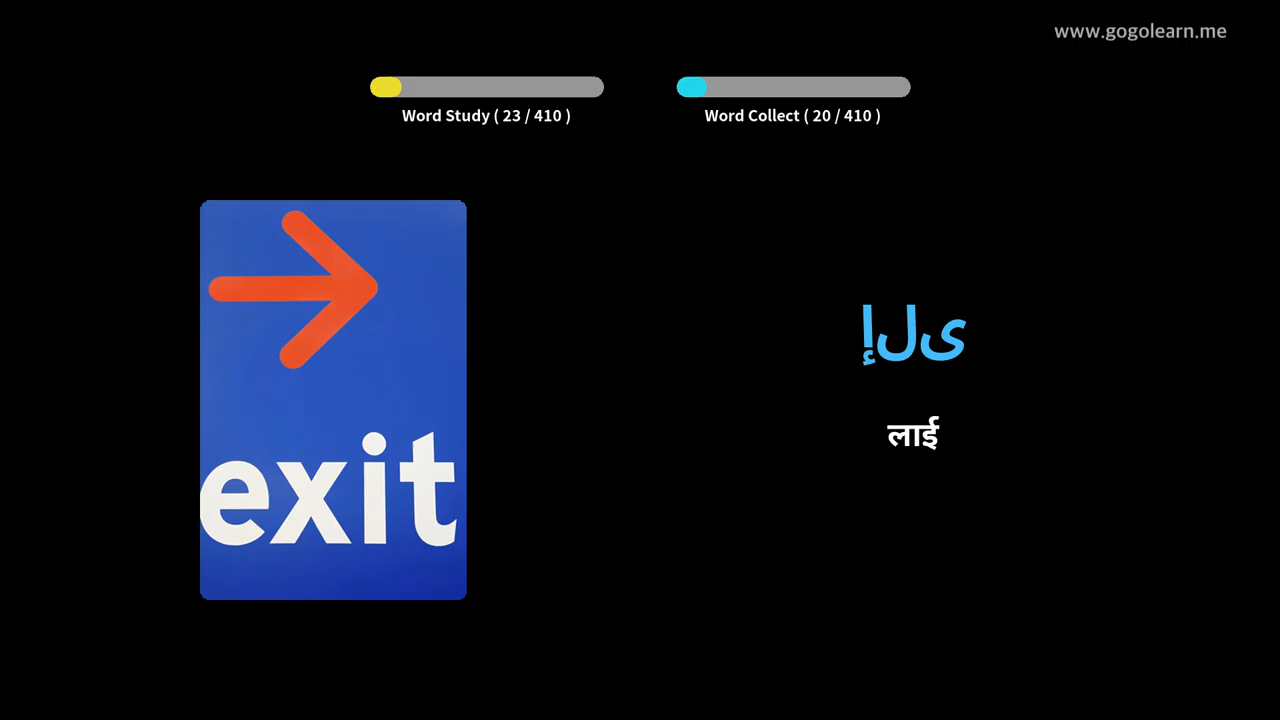 www.gogolearn.me
Word Study ( 23 / 410 )
Word Collect ( 20 / 410 )
exit
إلى
लाई